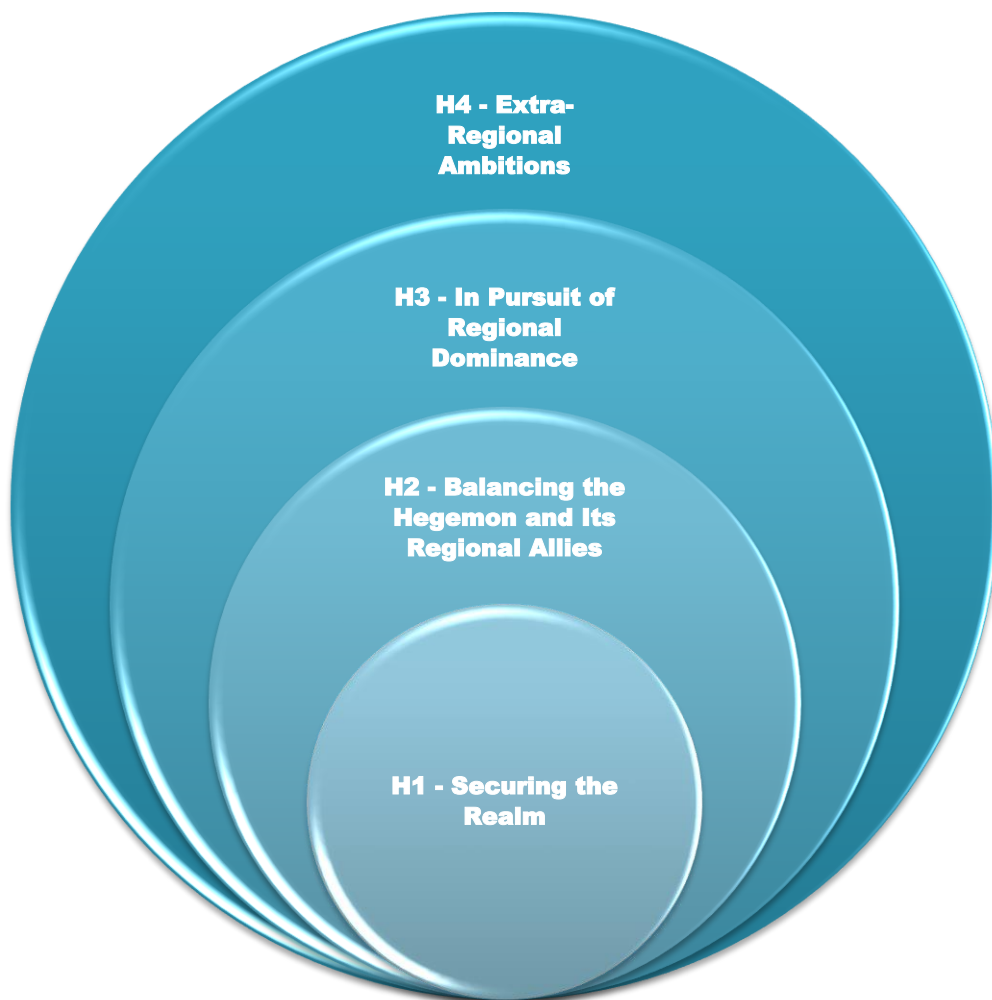 H4 - Extra-
Regional
Ambitions
H3 - In Pursuit of
Regional
Dominance
H2 - Balancing the
Hegemon and Its
Regional Allies
H1 - Securing the
Realm